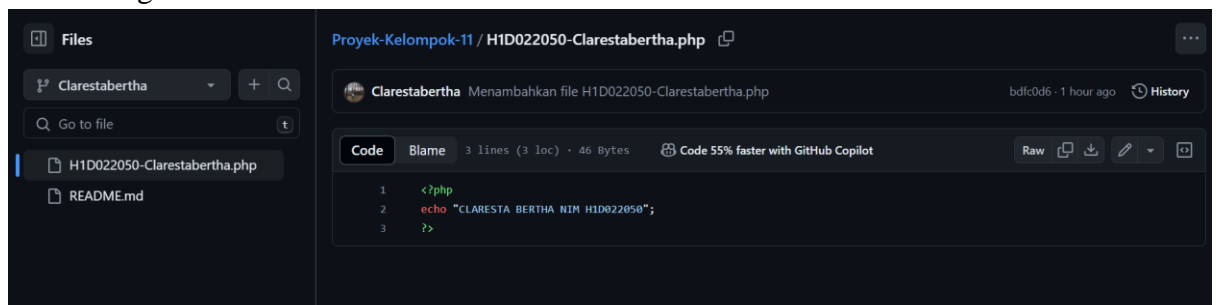 Files
Clarestabertha
Go to file
t
H1D022050-Clarestabertha.php
README.md
Proyek-Kelompok-11 / H1D022050-Clarestabertha.php
Clarestabertha Menambahkan file H1D022050-Clarestabertha.php
bdfc0d6 · 1 hour ago
History
Code Blame 3 lines (3 loc) · 46 Bytes Code 55% faster with GitHub Copilot
Raw
1 <?php
2 echo "CLARESTA BERTHA NIM H1D022050";
3 ?>